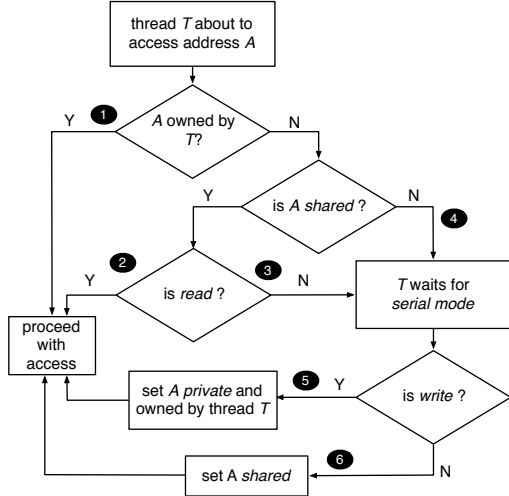 thread T about to
access address A
1
Y
A owned by
T?
N
Y
is A shared ?
N
4
2
Y
is read ?
3
N
T waits for
serial mode
proceed
with
access
set A private and
owned by thread T
5
Y
is write ?
6
N
set A shared